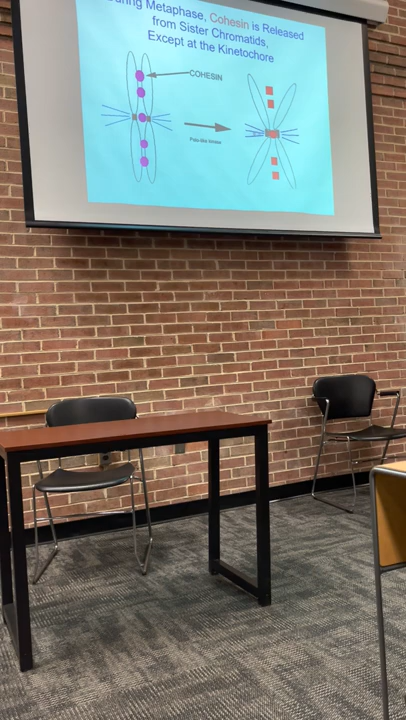 During Metaphase, Cohesin is Released
from Sister Chromatids,
Except at the Kinetochore
COHESIN